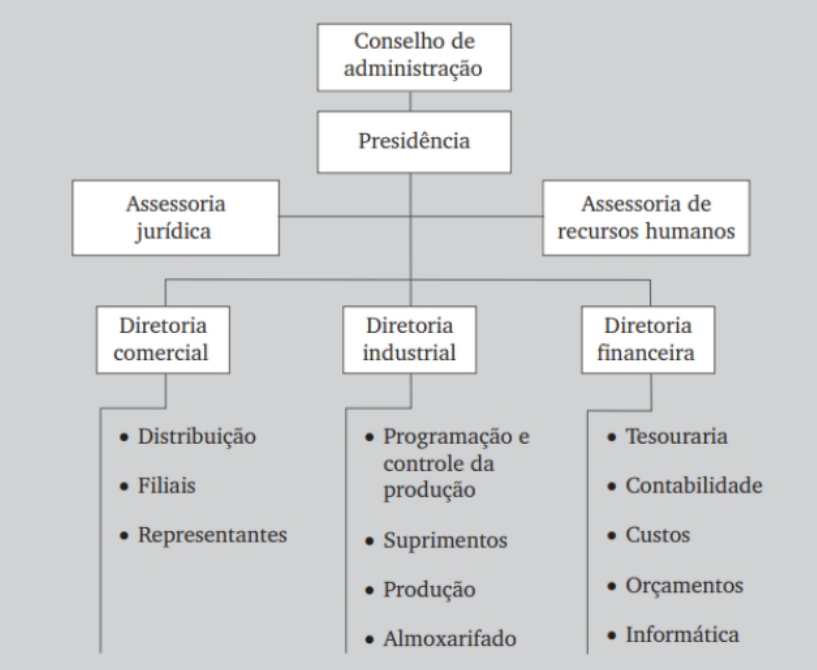 Conselho de
administração
Presidência
Assessoria
jurídica
Assessoria de
recursos humanos
Diretoria
comercial
Diretoria
industrial
Diretoria
financeira
• Distribuição
• Filiais
• Representantes
• Programação e
controle da
produção
• Suprimentos
• Produção
• Almoxarifado
• Tesouraria
• Contabilidade
• Custos
• Orçamentos
• Informática